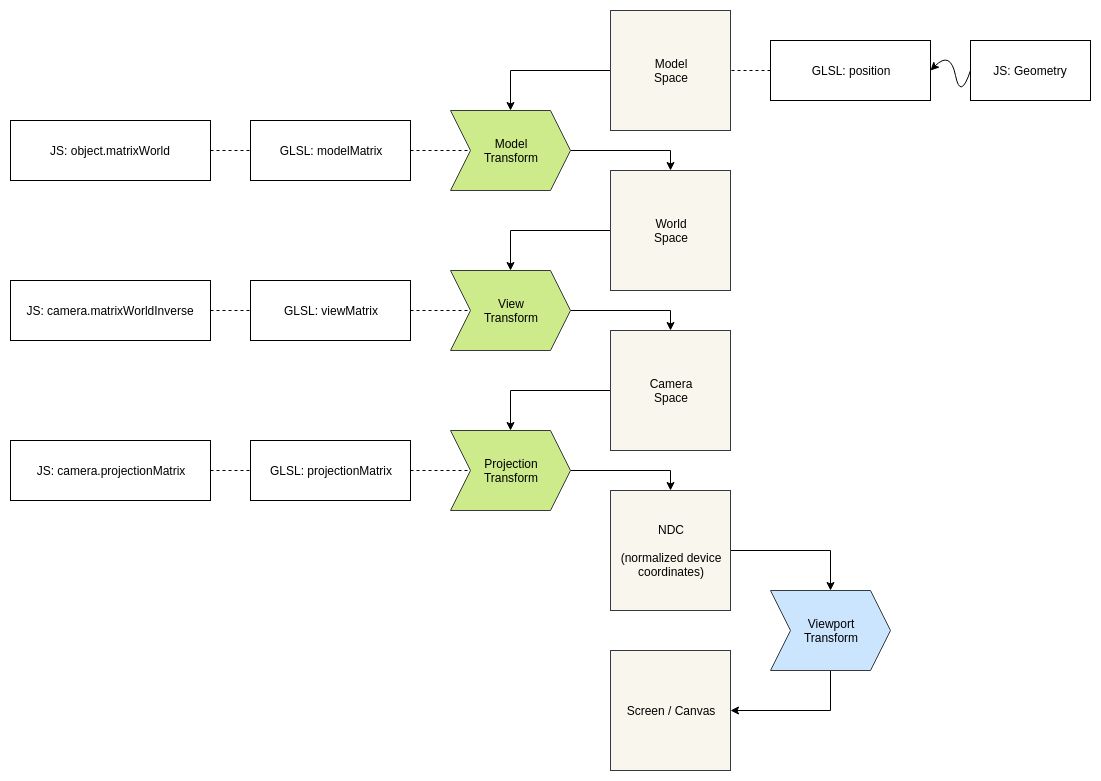 Model
Space
GLSL: position
JS: Geometry
JS: object.matrixWorld
GLSL: modelMatrix
Model
Transform
World
Space
JS: camera.matrixWorldInverse
GLSL: viewMatrix
View
Transform
Camera
Space
JS: camera.projectionMatrix
GLSL: projectionMatrix
Projection
Transform
NDC
(normalized device
coordinates)
Viewport
Transform
Screen / Canvas